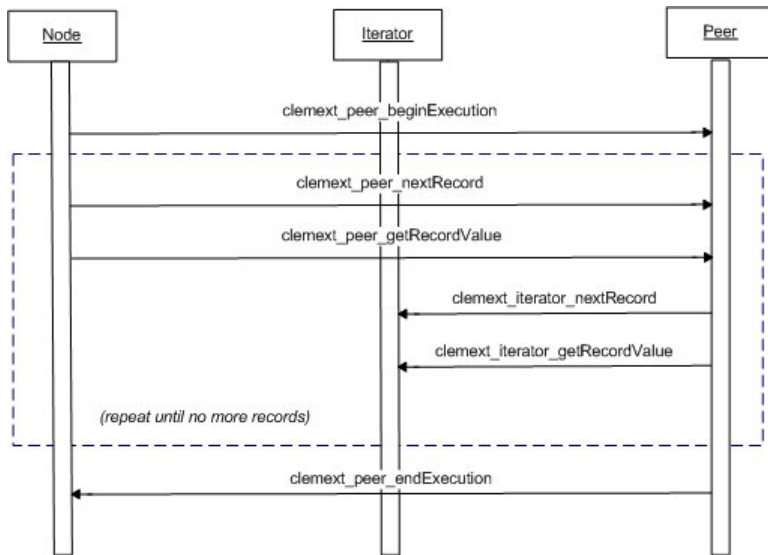 Node
Iterator
Peer
clemext_peer_beginExecution
clemext_peer_nextRecord
clemext_peer_getRecordValue
clemext_iterator_nextRecord
clemext_iterator_getRecordValue
(repeat until no more records)
clemext_peer_endExecution